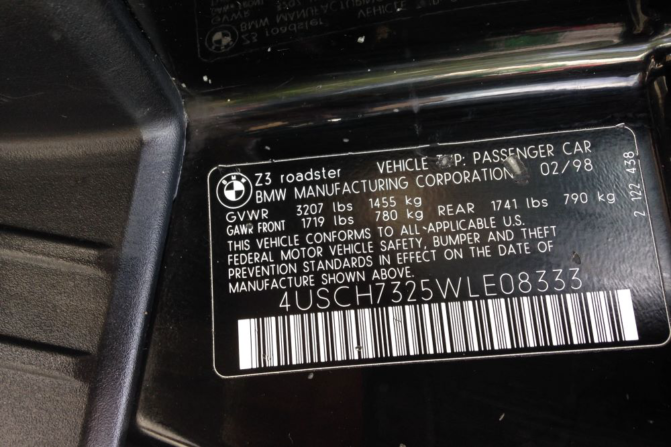 Z3 roadster VEHICLE TYP: PASSENGER CAR
BMW MANUFACTURING CORPORATION 02/98
GVWR 3207 lbs 1455 kg
GAWR FRONT 1719 lbs 780 kg REAR 1741 lbs 790 kg
THIS VEHICLE CONFORMS TO ALL APPLICABLE U.S.
FEDERAL MOTOR VEHICLE SAFETY, BUMPER AND THEFT
PREVENTION STANDARDS IN EFFECT ON THE DATE OF
MANUFACTURE SHOWN ABOVE.
4USCH7325WLE08333
2 122 438